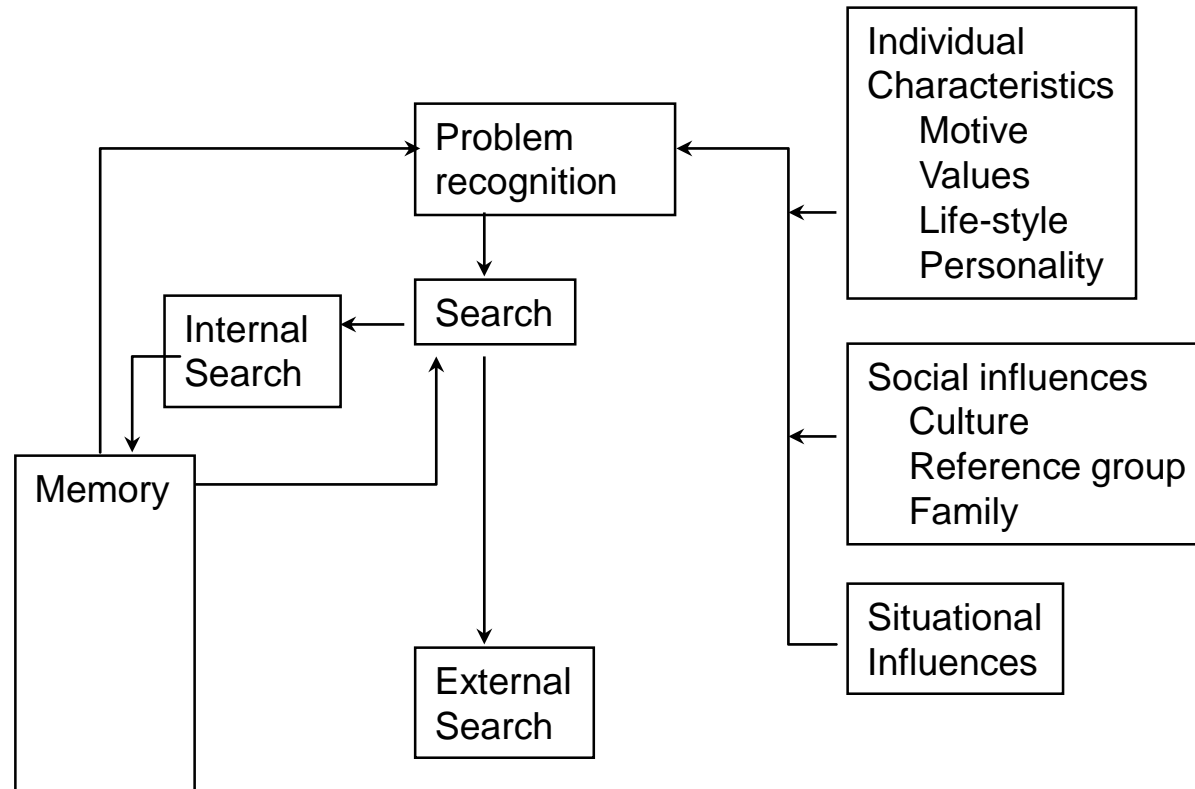 Problem
recognition
Search
Internal
Search
Memory
External
Search
Individual
Characteristics
Motive
Values
Life-style
Personality
Social influences
Culture
Reference group
Family
Situational
Influences